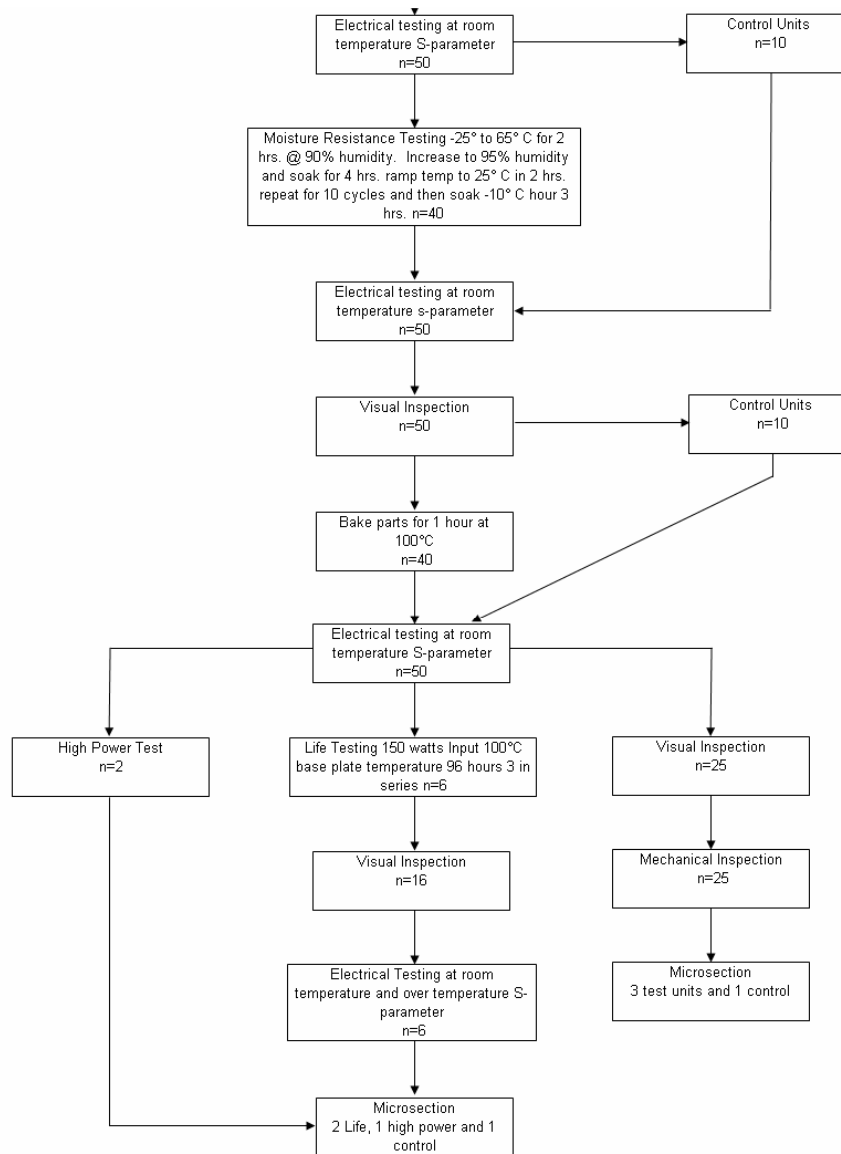 Electrical testing at room
temperature S-parameter
n=50
Control Units
n=10
Moisture Resistance Testing -25° to 65° C for 2
hrs. @ 90% humidity.  Increase to 95% humidity
and soak for 4 hrs. ramp temp to 25° C in 2 hrs.
repeat for 10 cycles and then soak -10° C hour 3
hrs. n=40
Electrical testing at room
temperature s-parameter
n=50
Visual Inspection
n=50
Control Units
n=10
Bake parts for 1 hour at
100°C
n=40
Electrical testing at room
temperature S-parameter
n=50
High Power Test
n=2
Life Testing 150 watts Input 100°C
base plate temperature 96 hours 3 in
series n=6
Visual Inspection
n=25
Visual Inspection
n=16
Mechanical Inspection
n=25
Electrical Testing at room
temperature and over temperature S-
parameter
n=6
Microsection
3 test units and 1 control
Microsection
2 Life, 1 high power and 1
control